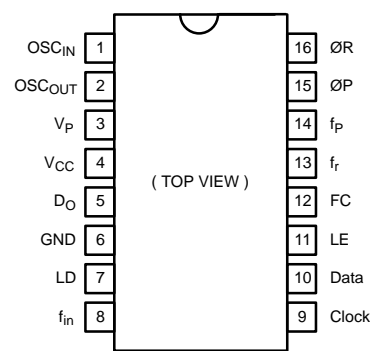 OSCIN 1 16 ØR
OSCOUT 2 15 ØP
VP 3 14 fP
VCC 4 13 fr
( TOP VIEW )
DO 5 12 FC
GND 6 11 LE
LD 7 10 Data
fin 8 9 Clock